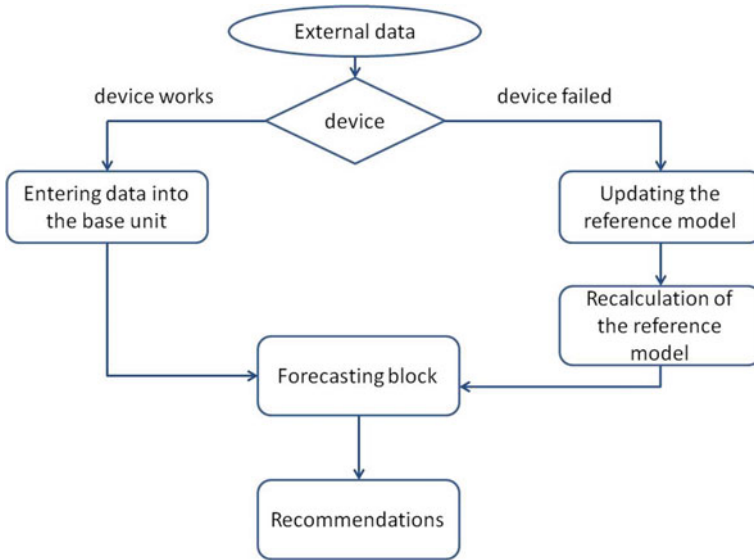 External data
device works
device
device failed
Entering data into
the base unit
Updating the
reference model
Recalculation of
the reference
model
Forecasting block
Recommendations